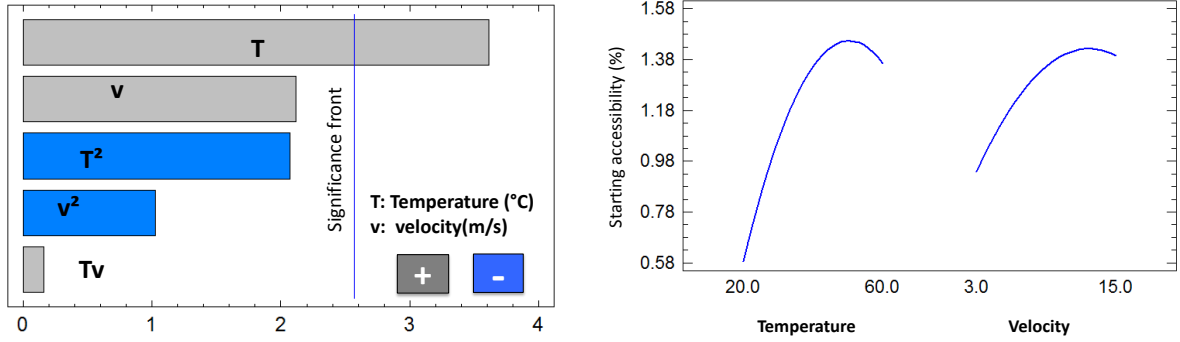 T
v
T²
v²
Tv
Significance front
T: Temperature (°C)
v: velocity(m/s)
+
-
0
1
2
3
4
Starting accessibility (%)
1.58
1.38
1.18
0.98
0.78
0.58
20.0
60.0
3.0
15.0
Temperature
Velocity